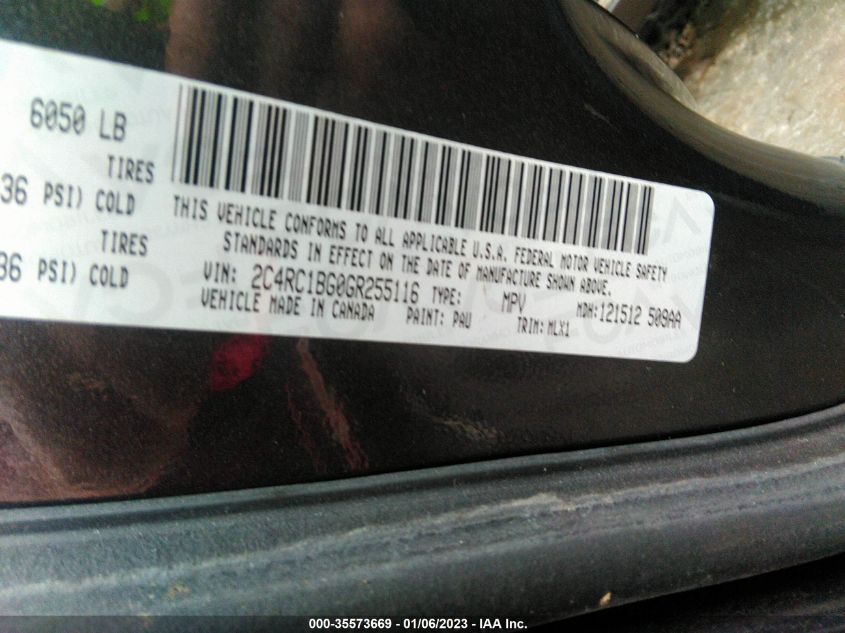 6050 LB
TIRES
36 PSI) COLD
TIRES
36 PSI) COLD
THIS VEHICLE CONFORMS TO ALL APPLICABLE U.S.A. FEDERAL MOTOR VEHICLE SAFETY
STANDARDS IN EFFECT ON THE DATE OF MANUFACTURE SHOWN ABOVE.
VIN: 2C4RC1BG0GR255116 TYPE: MPV MDH: 121512 509AA
VEHICLE MADE IN CANADA PAINT: PAU TRIM: MLX1
000-35573669 - 01/06/2023 - IAA Inc.